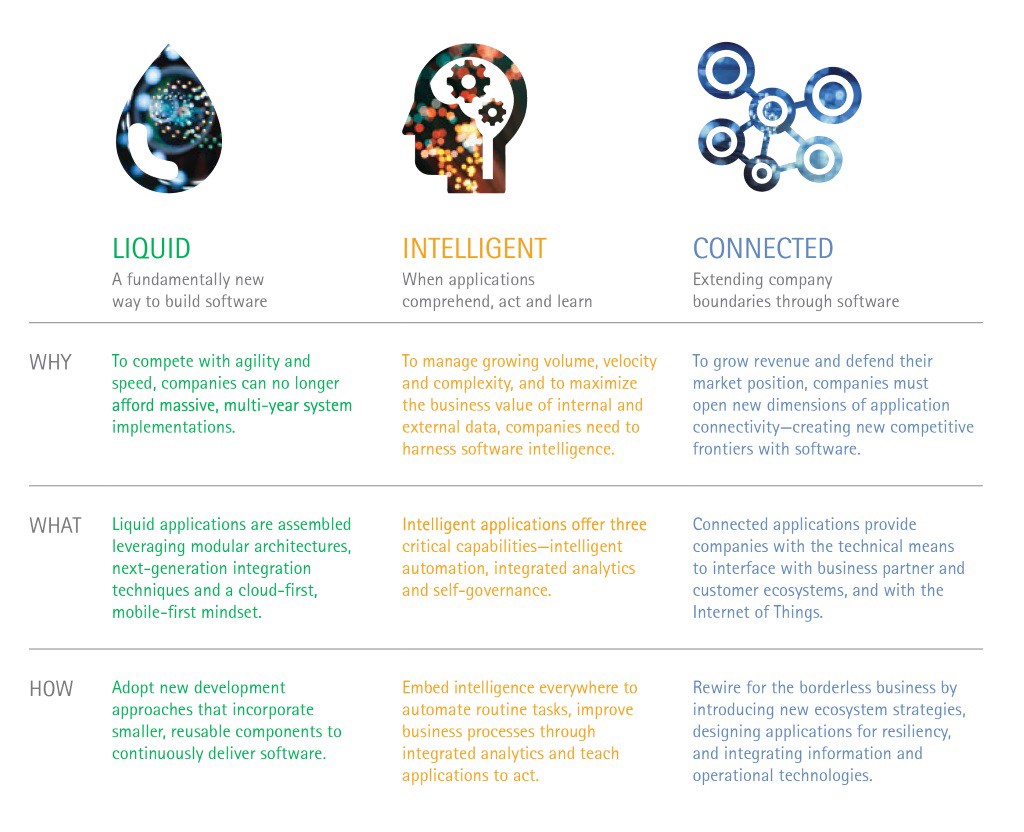 LIQUID
A fundamentally new
way to build software
INTELLIGENT
When applications
comprehend, act and learn
CONNECTED
Extending company
boundaries through software
WHY
To compete with agility and
speed, companies can no longer
afford massive, multi-year system
implementations.
To manage growing volume, velocity
and complexity, and to maximize
the business value of internal and
external data, companies need to
harness software intelligence.
To grow revenue and defend their
market position, companies must
open new dimensions of application
connectivity—creating new competitive
frontiers with software.
WHAT
Liquid applications are assembled
leveraging modular architectures,
next-generation integration
techniques and a cloud-first,
mobile-first mindset.
Intelligent applications offer three
critical capabilities—intelligent
automation, integrated analytics
and self-governance.
Connected applications provide
companies with the technical means
to interface with business partner and
customer ecosystems, and with the
Internet of Things.
HOW
Adopt new development
approaches that incorporate
smaller, reusable components to
continuously deliver software.
Embed intelligence everywhere to
automate routine tasks, improve
business processes through
integrated analytics and teach
applications to act.
Rewire for the borderless business by
introducing new ecosystem strategies,
designing applications for resiliency,
and integrating information and
operational technologies.